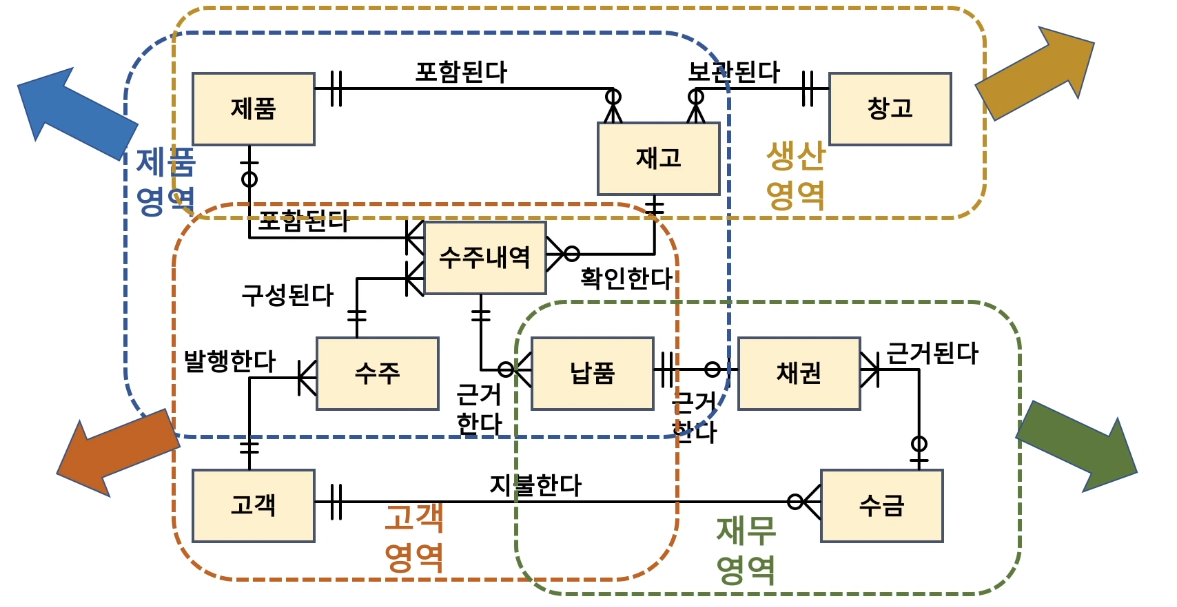 포함된다
보관된다
제품
창고
재고
제품
영역
생산
영역
포함된다
수주내역
확인한다
구성된다
발행한다
수주
근거
한다
납품
근거
한다
채권
근거된다
고객
지불한다
수금
고객
영역
재무
영역